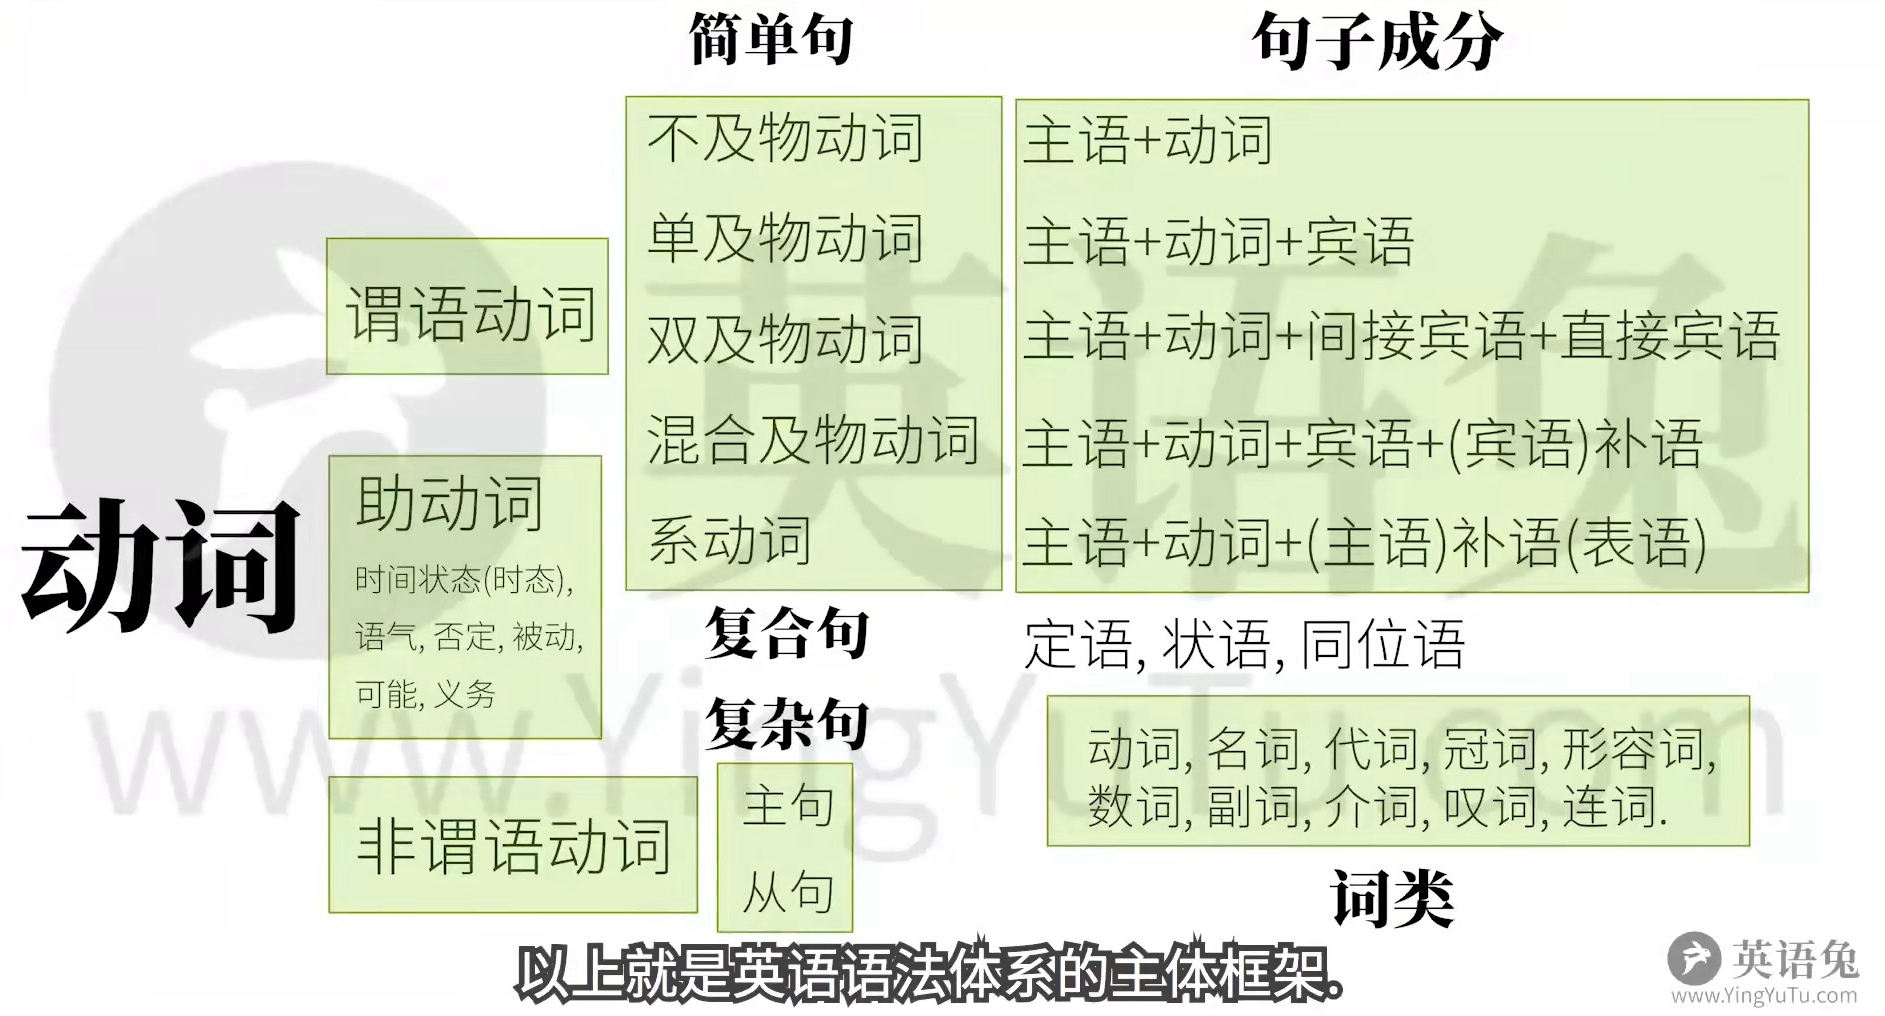 简单句
句子成分
不及物动词
主语+动词
单及物动词
主语+动词+宾语
谓语动词
双及物动词
主语+动词+间接宾语+直接宾语
混合及物动词
主语+动词+宾语+(宾语)补语
动词
助动词
时间状态(时态),
语气, 否定, 被动,
可能, 义务
系动词
主语+动词+(主语)补语(表语)
复合句
定语, 状语, 同位语
复杂句
主句
从句
动词, 名词, 代词, 冠词, 形容词,
数词, 副词, 介词, 叹词, 连词.
非谓语动词
词类
以上就是英语语法体系的主体框架.
英语兔
www.YingYuTu.com
英语兔
www.YingYuTu.com